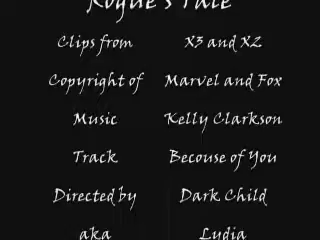 Rogue's Tale
Clips from X3 and X2
Copyright of Marvel and Fox
Music Kelly Clarkson
Track Becouse of You
Directed by Dark Child
aka Lydia